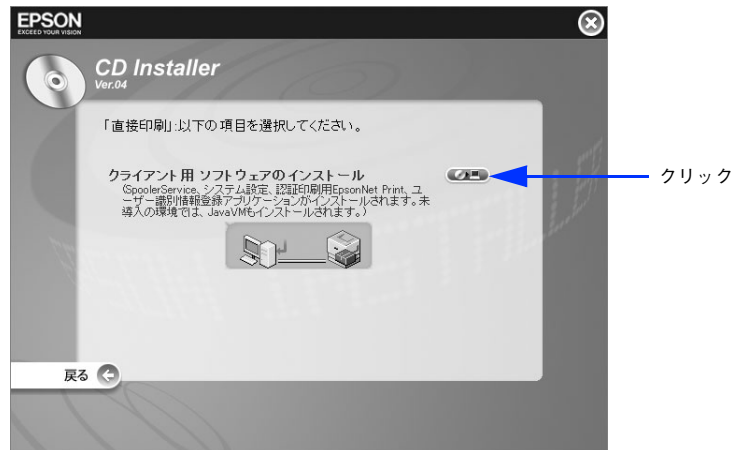 EPSON
EXCEED YOUR VISION
CD Installer
Ver.04
「直接印刷」:以下の項目を選択してください。
クライアント用 ソフトウェアのインストール
(SpoolerService、システム設定、認証印刷用EpsonNet Print、ユ
ーザー識別情報登録アプリケーションがインストールされます。未
導入の環境では、JavaVMもインストールされます。)
クリック
戻る